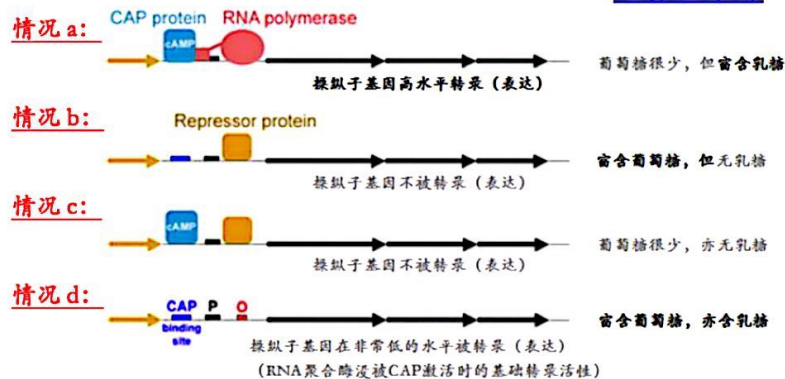 CAP protein RNA polymerase
情况 a:
cAMP
葡萄糖很少，但富含乳糖
操纵子基因高水平转录（表达）
情况 b:
Repressor protein
富含葡萄糖，但无乳糖
操纵子基因不被转录（表达）
情况 c:
cAMP
葡萄糖很少，亦无乳糖
操纵子基因不被转录（表达）
情况 d:
CAP P O
富含葡萄糖，亦含乳糖
binding
site
操纵子基因在非常低的水平被转录（表达）
（RNA聚合酶没被CAP激活时的基础转录活性）